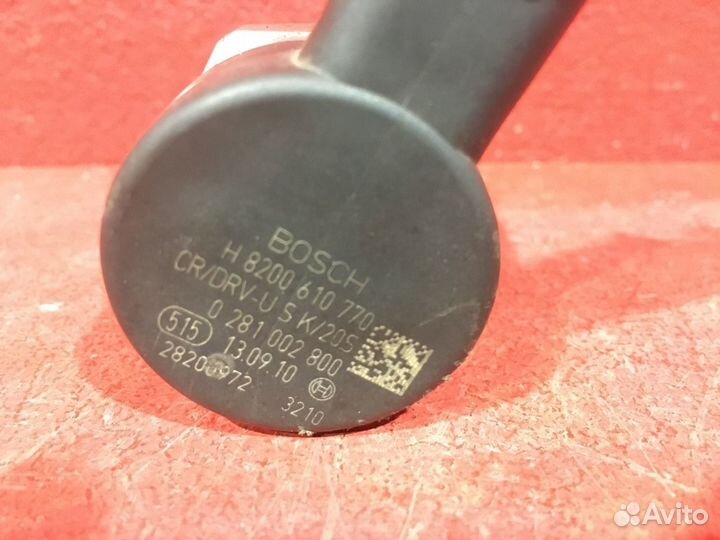 BOSCH
H 8200 610 770
CR/DRV-U S K/20S
0 281 002 800
515 13.09.10
3210
Avito